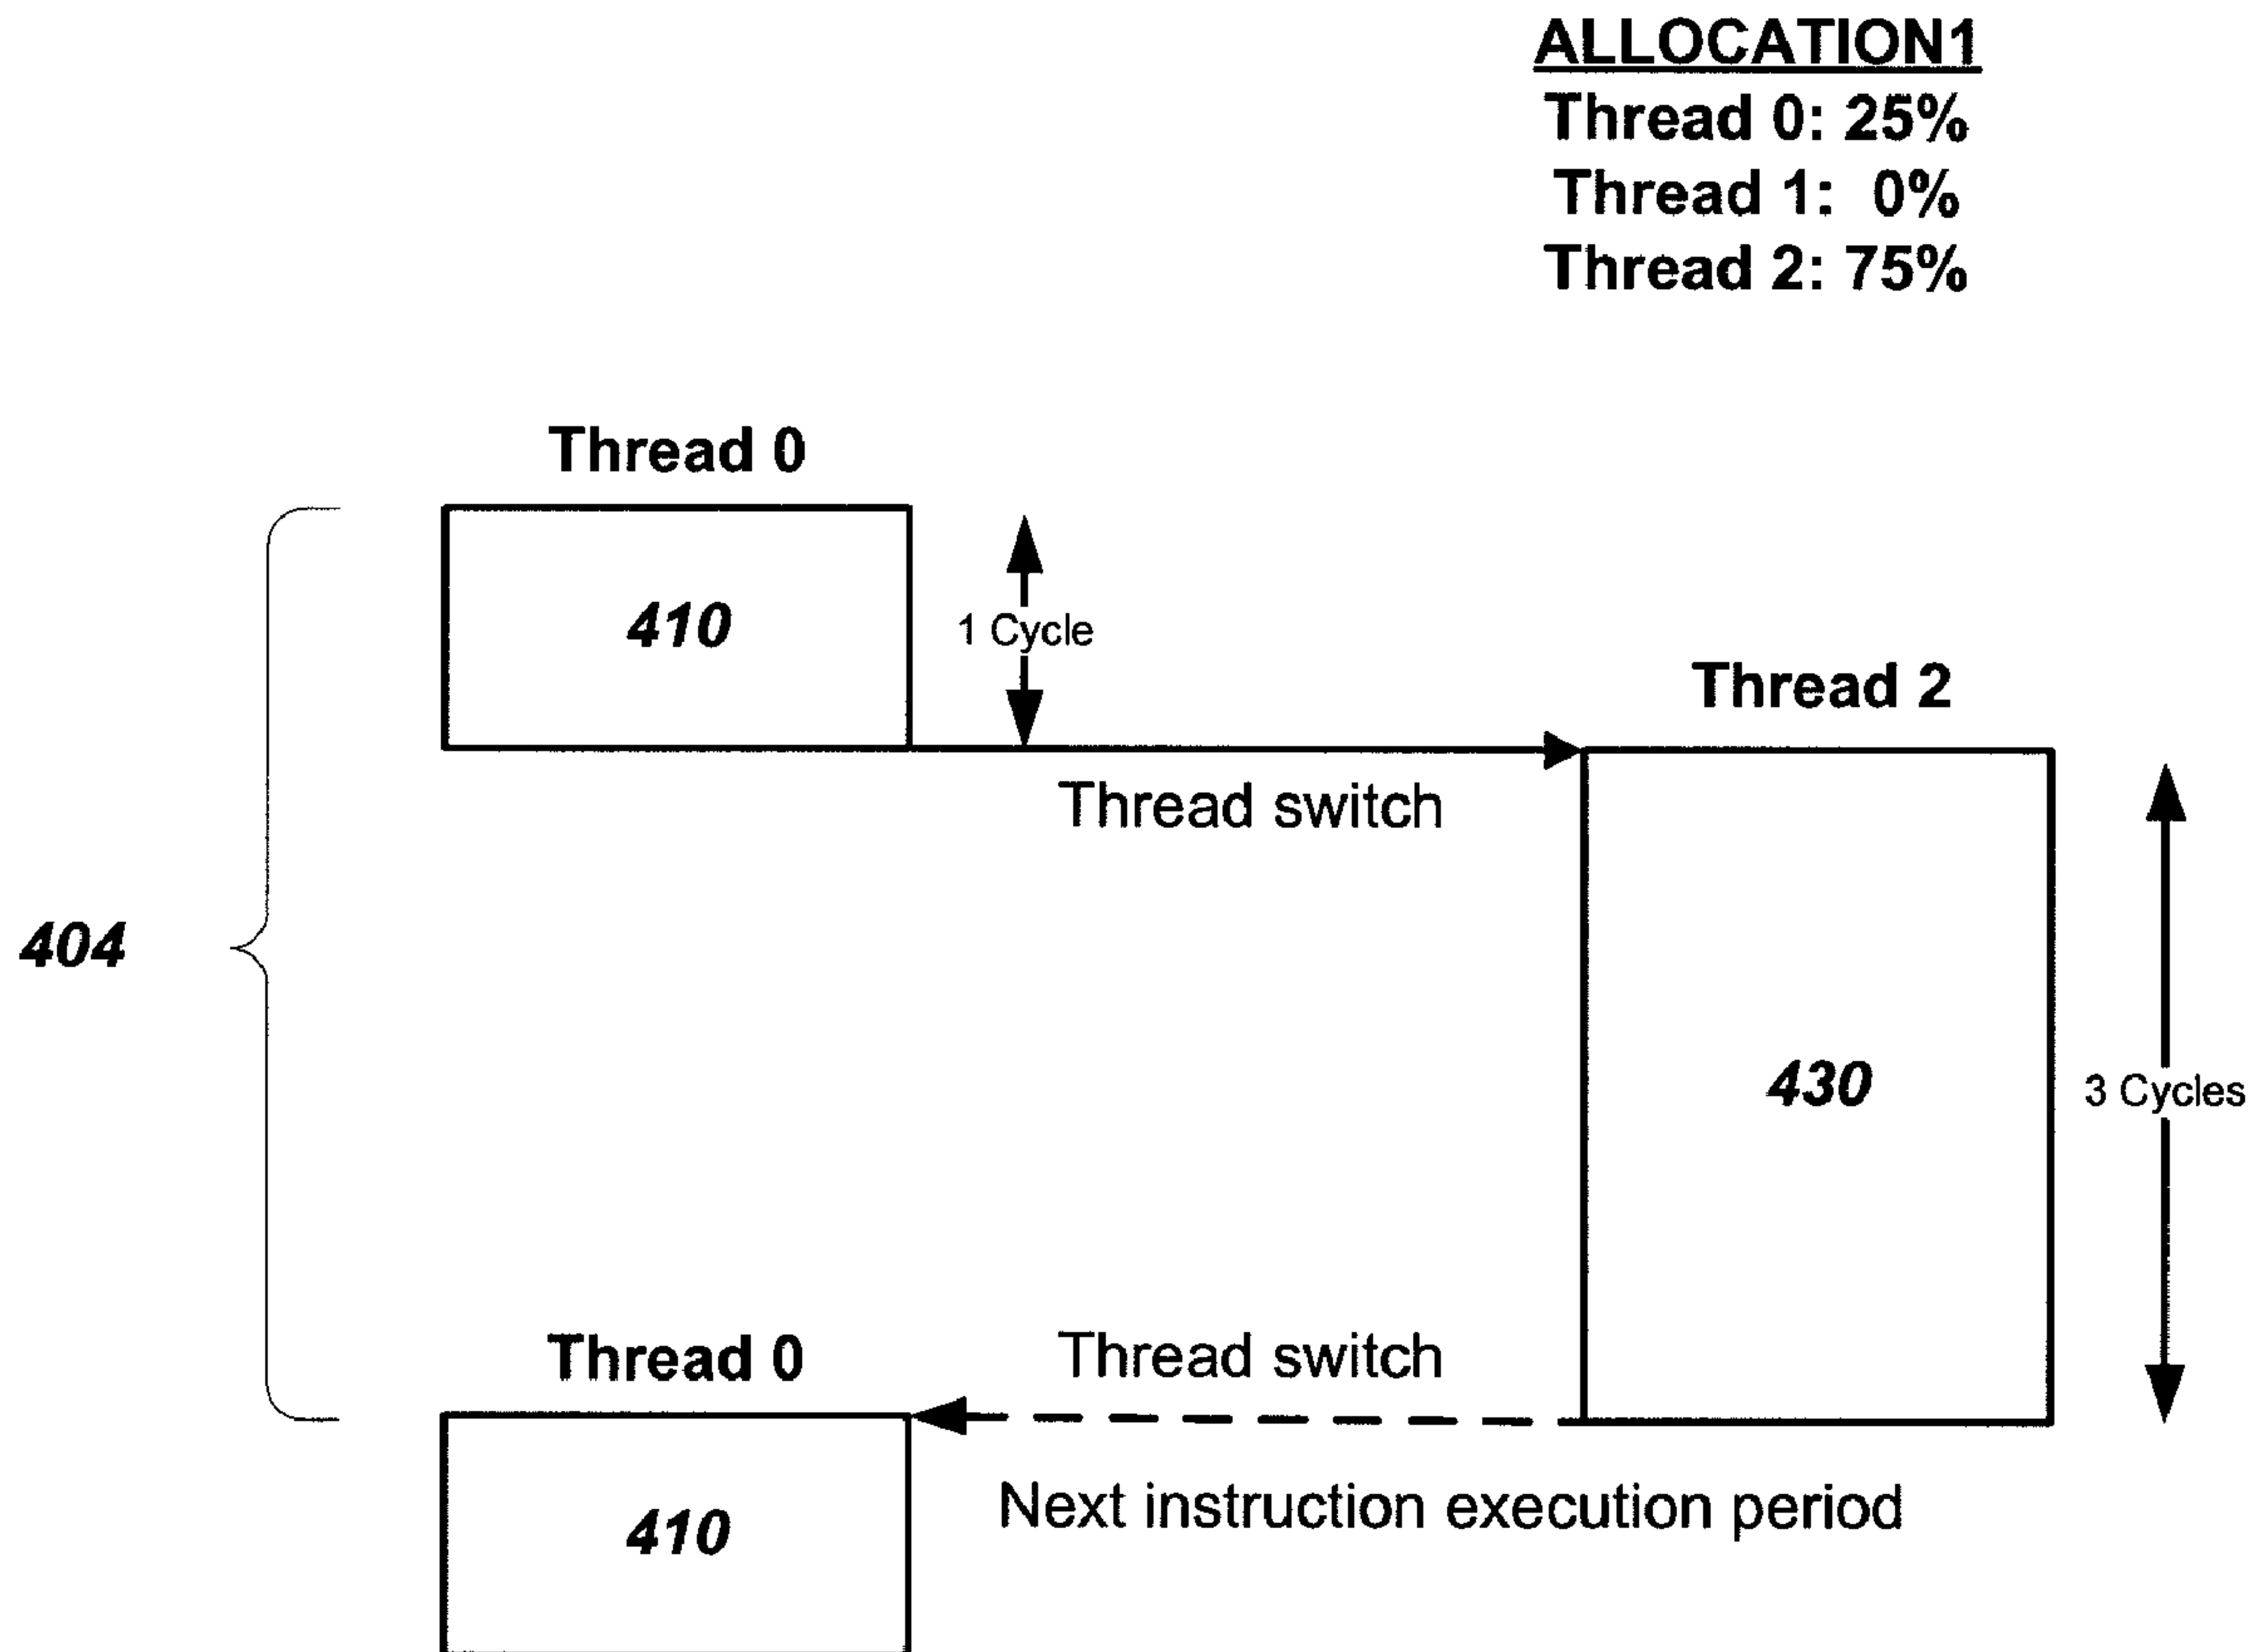 ALLOCATION1
Thread 0: 25%
Thread 1: 0%
Thread 2: 75%
Thread 0
410
1 Cycle
Thread 2
Thread switch
404
430
3 Cycles
Thread 0
Thread switch
410
Next instruction execution period